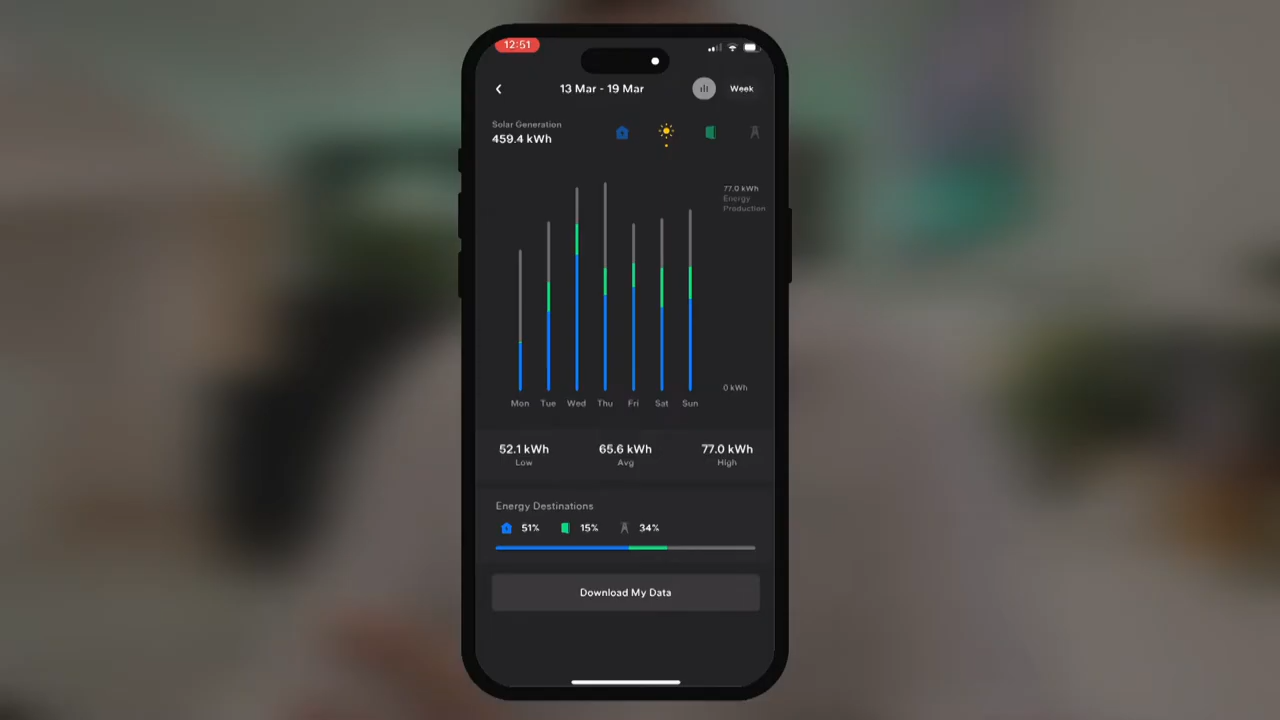 12:51
13 Mar - 19 Mar
Week
Solar Generation
459.4 kWh
77.0 kWh
Energy
Production
0 kWh
Mon Tue Wed Thu Fri Sat Sun
52.1 kWh 65.6 kWh 77.0 kWh
Low Avg High
Energy Destinations
51% 15% 34%
Download My Data